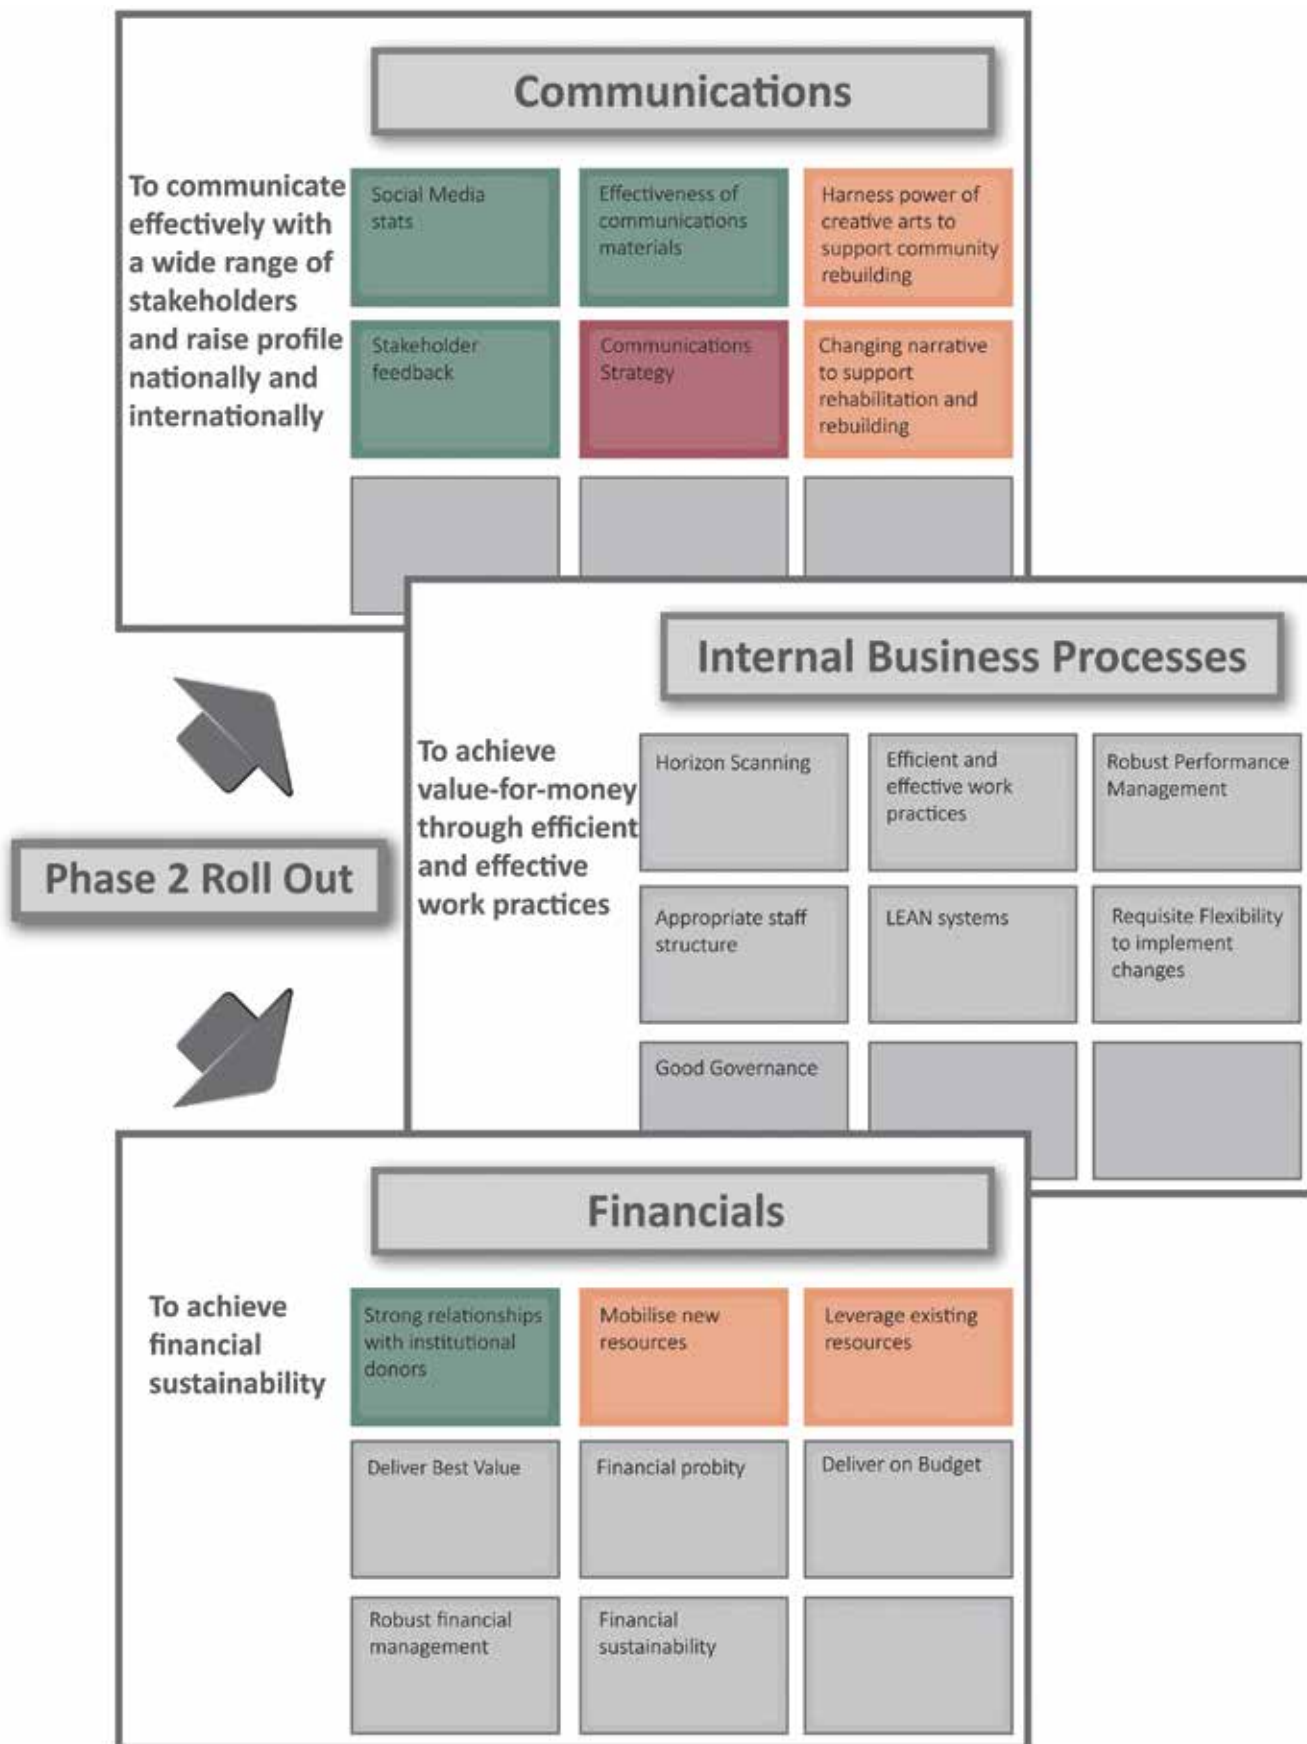 Communications
To communicate
effectively with
a wide range of
stakeholders
and raise profile
nationally and
internationally
Social Media
stats
Effectiveness of
communications
materials
Harness power of
creative arts to
support community
rebuilding
Stakeholder
feedback
Communications
Strategy
Changing narrative
to support
rehabilitation and
rebuilding
Phase 2 Roll Out
Internal Business Processes
To achieve
value-for-money
through efficient
and effective
work practices
Horizon Scanning
Efficient and
effective work
practices
Robust Performance
Management
Appropriate staff
structure
LEAN systems
Requisite Flexibility
to implement
changes
Good Governance
Financials
To achieve
financial
sustainability
Strong relationships
with institutional
donors
Mobilise new
resources
Leverage existing
resources
Deliver Best Value
Financial probity
Deliver on Budget
Robust financial
management
Financial
sustainability